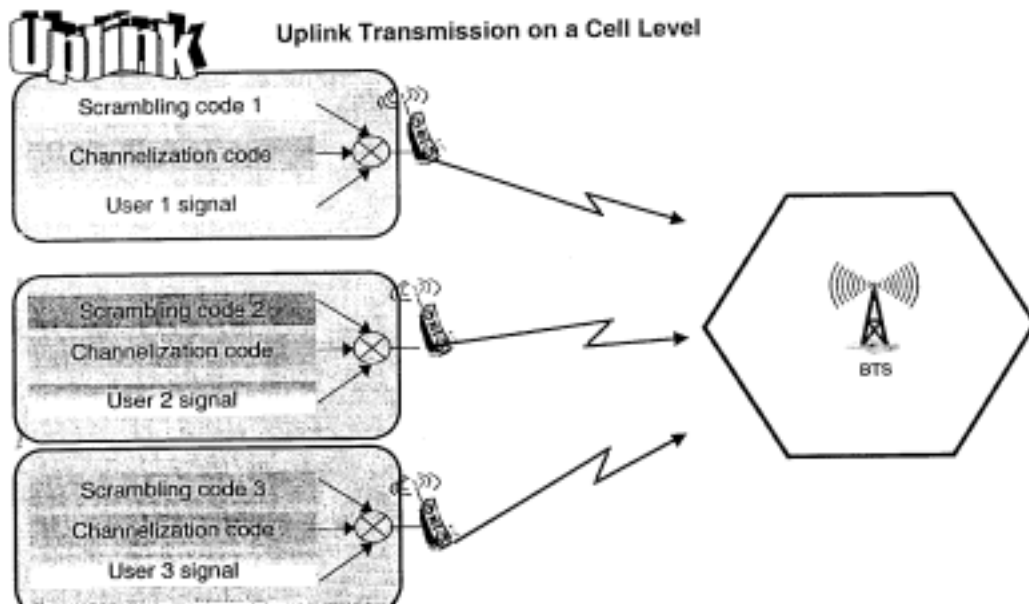 Uplink
Uplink Transmission on a Cell Level
Scrambling code 1
Channelization code
User 1 signal
Scrambling code 2
Channelization code
User 2 signal
Scrambling code 3
Channelization code
User 3 signal
BTS